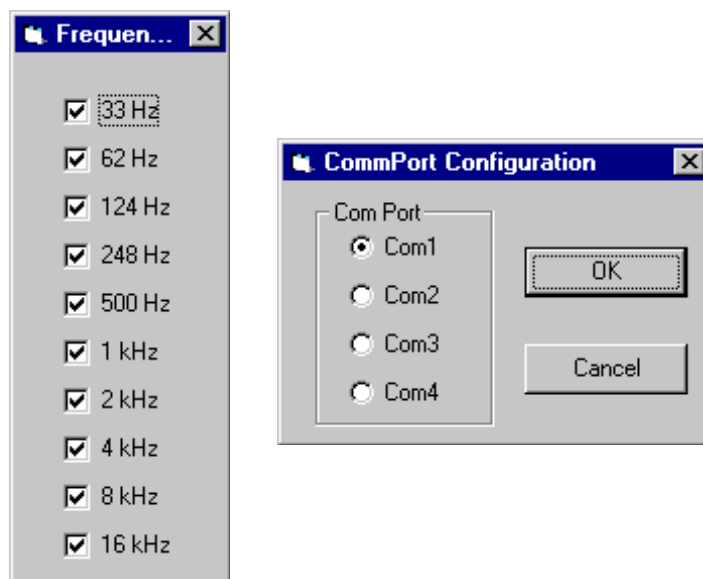 Frequen...
33 Hz
62 Hz
124 Hz
248 Hz
500 Hz
1 kHz
2 kHz
4 kHz
8 kHz
16 kHz
CommPort Configuration
Com Port
Com1
Com2
Com3
Com4
OK
Cancel